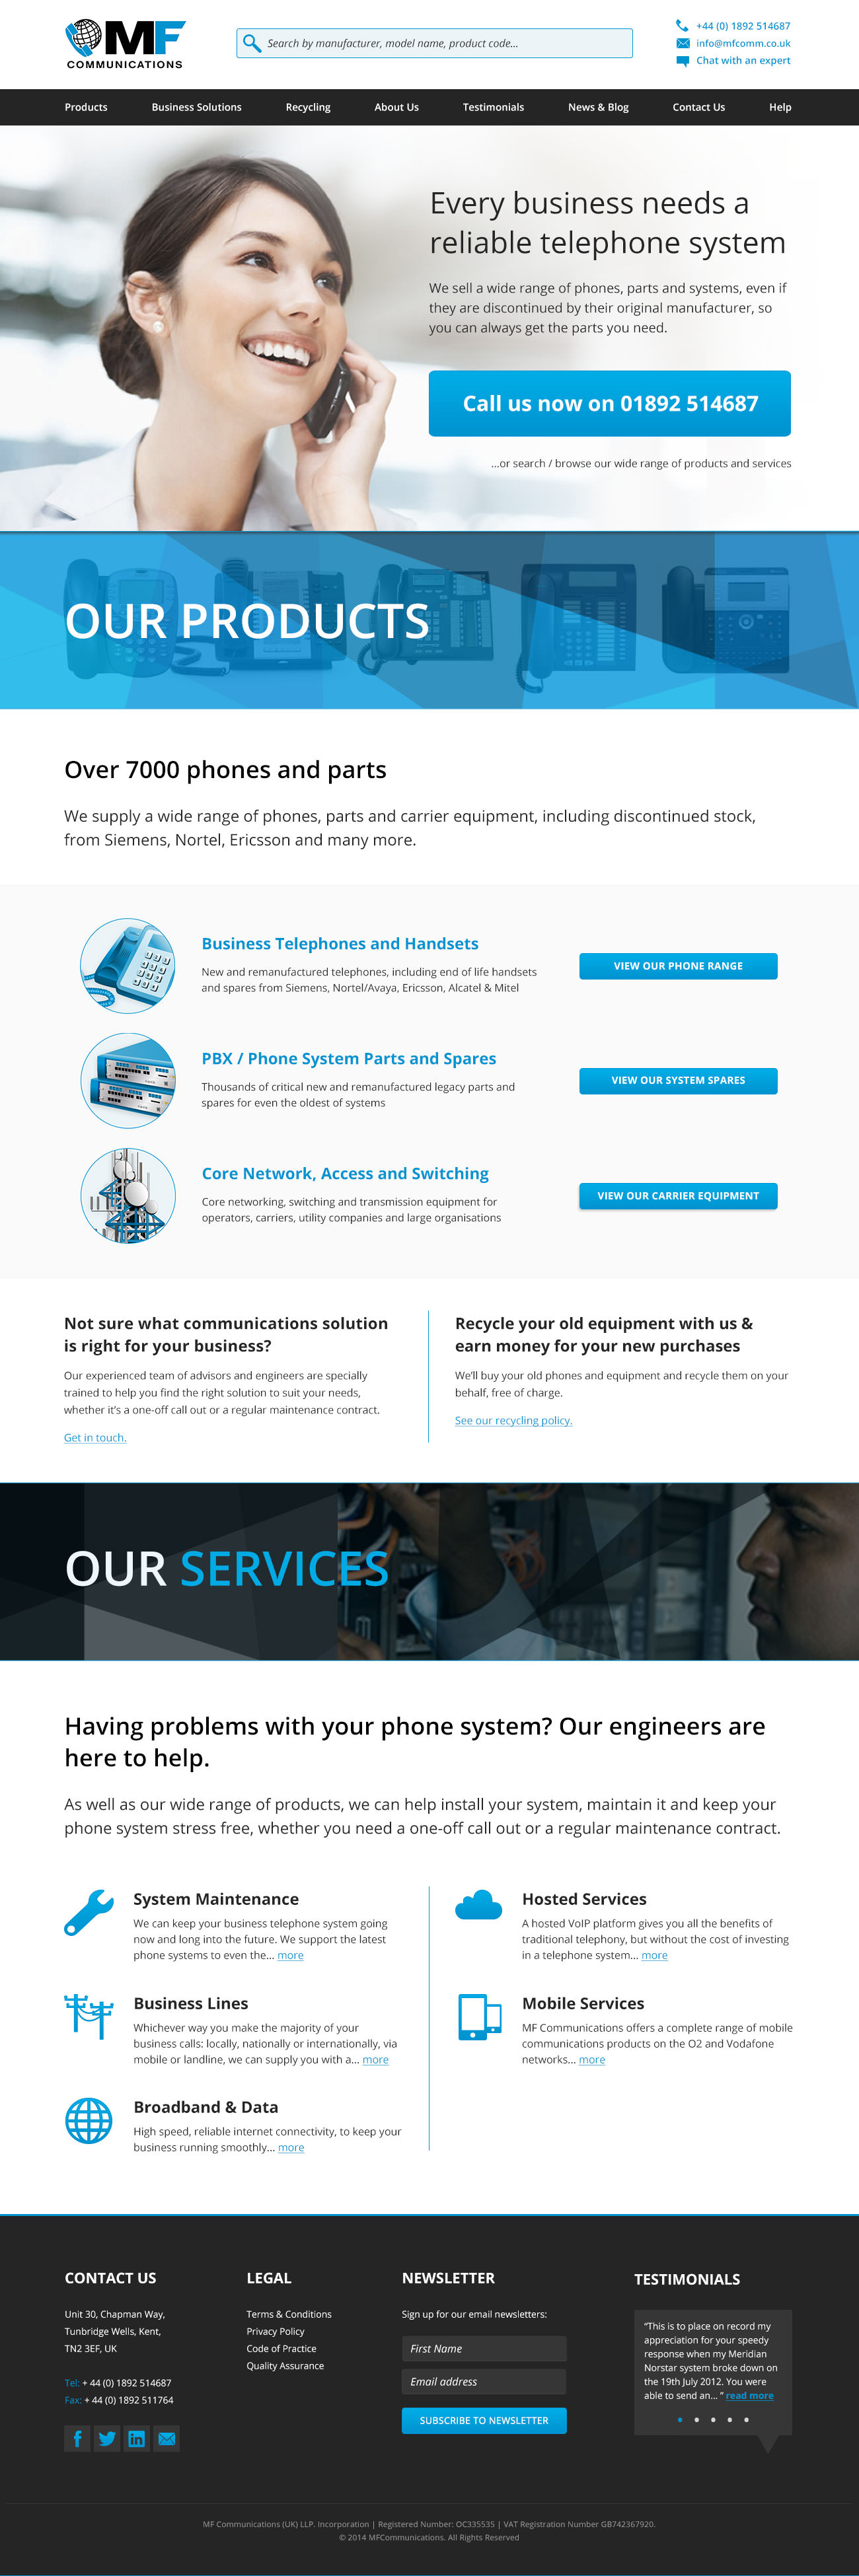 MF
COMMUNICATIONS
Search by manufacturer, model name, product code...
+44 (0) 1892 514687
info@mfcomm.co.uk
Chat with an expert
Products
Business Solutions
Recycling
About Us
Testimonials
News & Blog
Contact Us
Help
Every business needs a
reliable telephone system
We sell a wide range of phones, parts and systems, even if
they are discontinued by their original manufacturer, so
you can always get the parts you need.
Call us now on 01892 514687
...or search / browse our wide range of products and services
OUR PRODUCTS
Over 7000 phones and parts
We supply a wide range of phones, parts and carrier equipment, including discontinued stock,
from Siemens, Nortel, Ericsson and many more.
Business Telephones and Handsets
New and remanufactured telephones, including end of life handsets
and spares from Siemens, Nortel/Avaya, Ericsson, Alcatel & Mitel
VIEW OUR PHONE RANGE
PBX / Phone System Parts and Spares
Thousands of critical new and remanufactured legacy parts and
spares for even the oldest of systems
VIEW OUR SYSTEM SPARES
Core Network, Access and Switching
Core networking, switching and transmission equipment for
operators, carriers, utility companies and large organisations
VIEW OUR CARRIER EQUIPMENT
Not sure what communications solution
is right for your business?
Our experienced team of advisors and engineers are specially
trained to help you find the right solution to suit your needs,
whether it's a one-off call out or a regular maintenance contract.
Get in touch.
Recycle your old equipment with us &
earn money for your new purchases
We'll buy your old phones and equipment and recycle them on your
behalf, free of charge.
See our recycling policy.
OUR SERVICES
Having problems with your phone system? Our engineers are
here to help.
As well as our wide range of products, we can help install your system, maintain it and keep your
phone system stress free, whether you need a one-off call out or a regular maintenance contract.
System Maintenance
We can keep your business telephone system going
now and long into the future. We support the latest
phone systems to even the... more
Business Lines
Whichever way you make the majority of your
business calls: locally, nationally or internationally, via
mobile or landline, we can supply you with a... more
Broadband & Data
High speed, reliable internet connectivity, to keep your
business running smoothly... more
Hosted Services
A hosted VoIP platform gives you all the benefits of
traditional telephony, but without the cost of investing
in a telephone system... more
Mobile Services
MF Communications offers a complete range of mobile
communications products on the O2 and Vodafone
networks... more
CONTACT US
Unit 30, Chapman Way,
Tunbridge Wells, Kent,
TN2 3EF, UK
Tel: + 44 (0) 1892 514687
Fax: + 44 (0) 1892 511764
LEGAL
Terms & Conditions
Privacy Policy
Code of Practice
Quality Assurance
NEWSLETTER
Sign up for our email newsletters:
First Name
Email address
SUBSCRIBE TO NEWSLETTER
TESTIMONIALS
"This is to place on record my
appreciation for your speedy
response when my Meridian
Norstar system broke down on
the 19th July 2012. You were
able to send an... " read more
MF Communications (UK) LLP. Incorporation | Registered Number: OC335535 | VAT Registration Number GB742367920.
© 2014 MFCommunications. All Rights Reserved